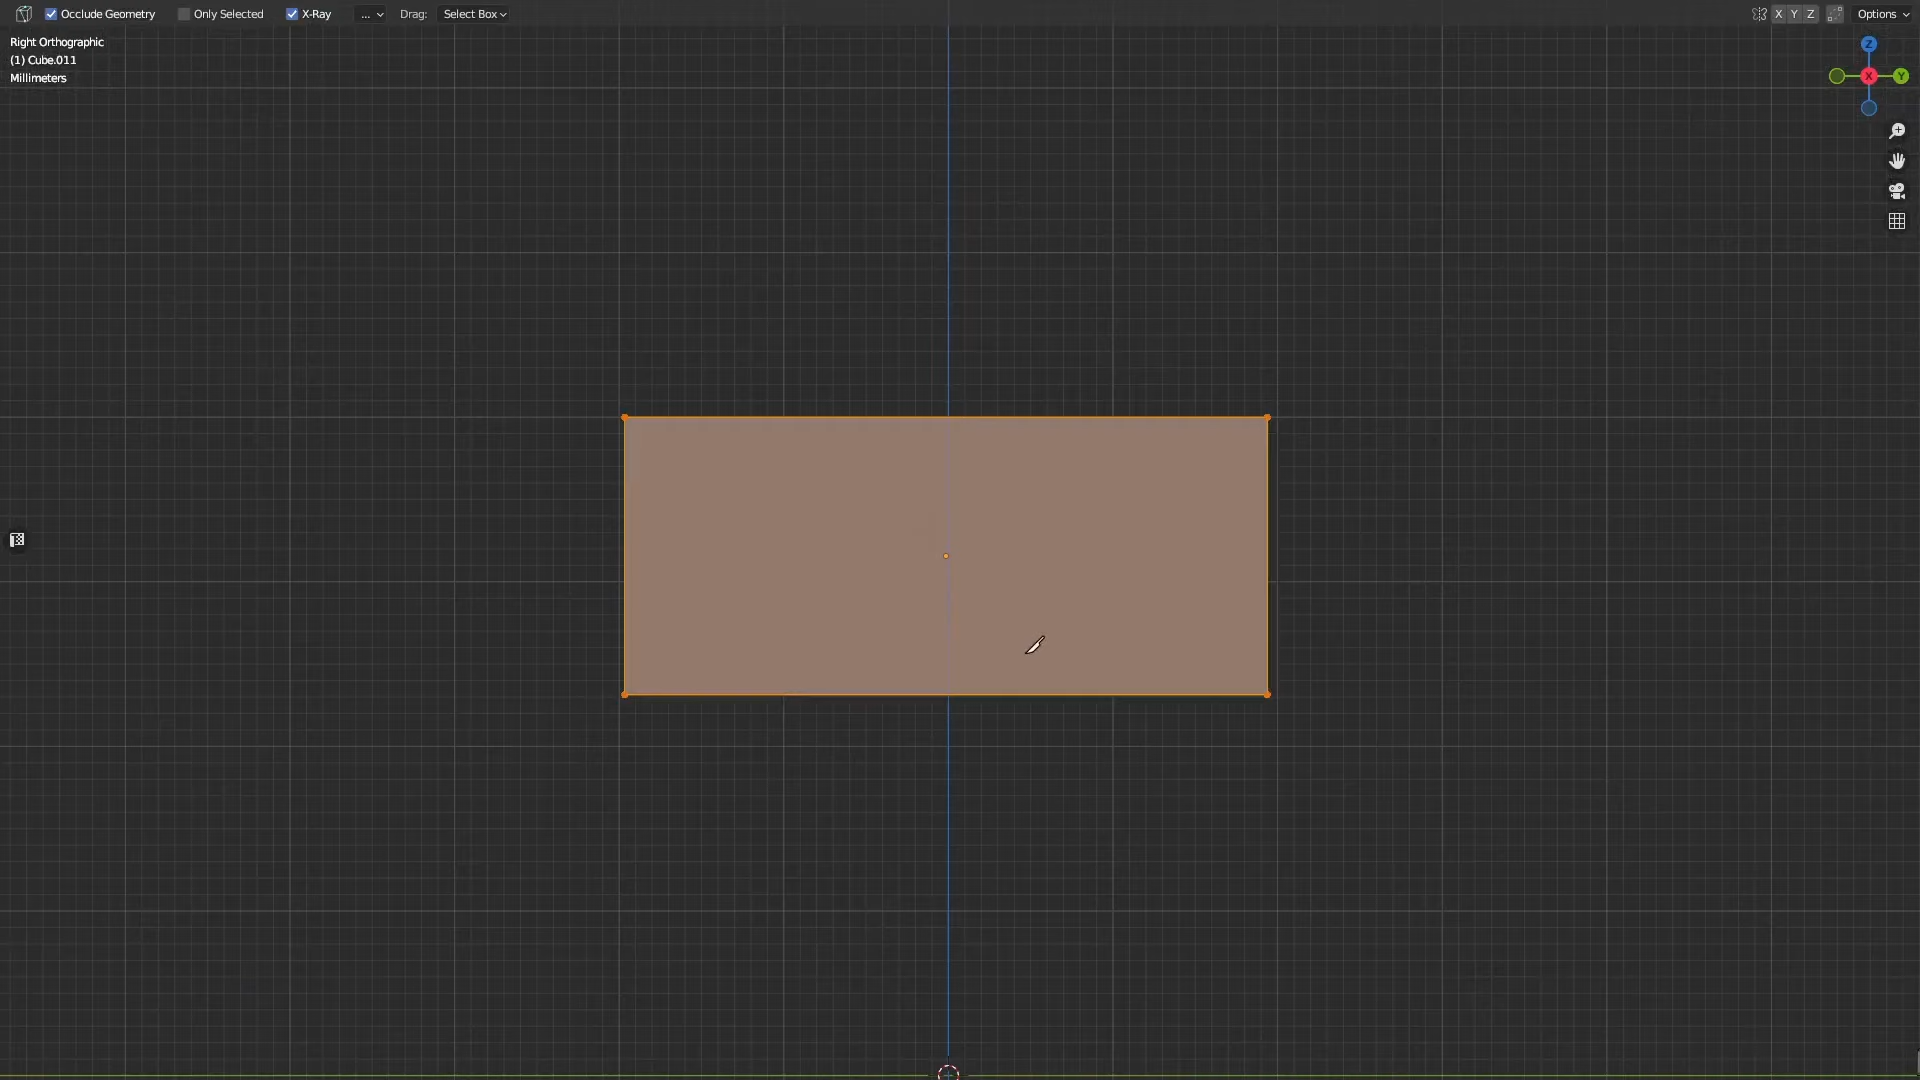 Occlude Geometry Only Selected X-Ray ... Drag: Select Box X Y Z Options
Right Orthographic
(1) Cube.011
Millimeters
Z
X Y